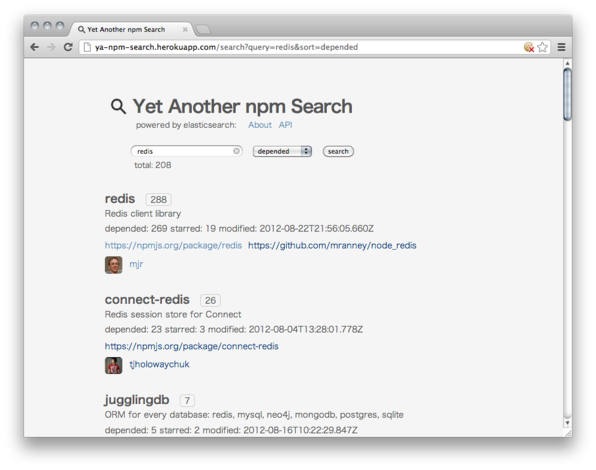 Yet Another npm Search
ya-npm-search.herokuapp.com/search?query=redis&sort=depended
Yet Another npm Search
powered by elasticsearch: About API
redis depended search
total: 208
redis 288
Redis client library
depended: 269 starred: 19 modified: 2012-08-22T21:56:05.660Z
https://npmjs.org/package/redis https://github.com/mranney/node_redis
mjr
connect-redis 26
Redis session store for Connect
depended: 23 starred: 3 modified: 2012-08-04T13:28:01.778Z
https://npmjs.org/package/connect-redis
tjholowaychuk
jugglingdb 7
ORM for every database: redis, mysql, neo4j, mongodb, postgres, sqlite
depended: 5 starred: 2 modified: 2012-08-16T10:22:29.847Z